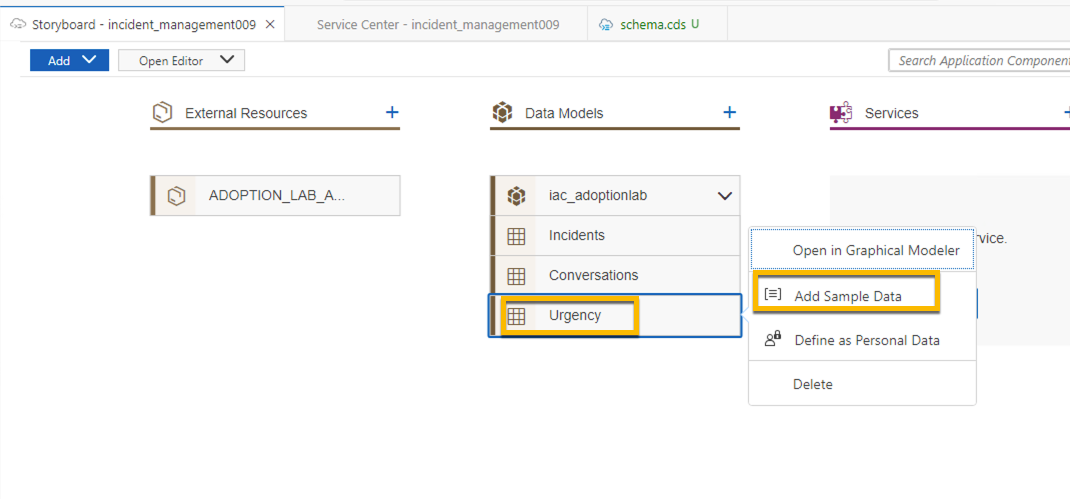 Storyboard - incident_management009
Service Center - incident_management009
schema.cds U
Add
Open Editor
Search Application Component
External Resources
Data Models
Services
ADOPTION_LAB_A...
iac_adoptionlab
Incidents
Conversations
Urgency
Open in Graphical Modeler
Add Sample Data
Define as Personal Data
Delete